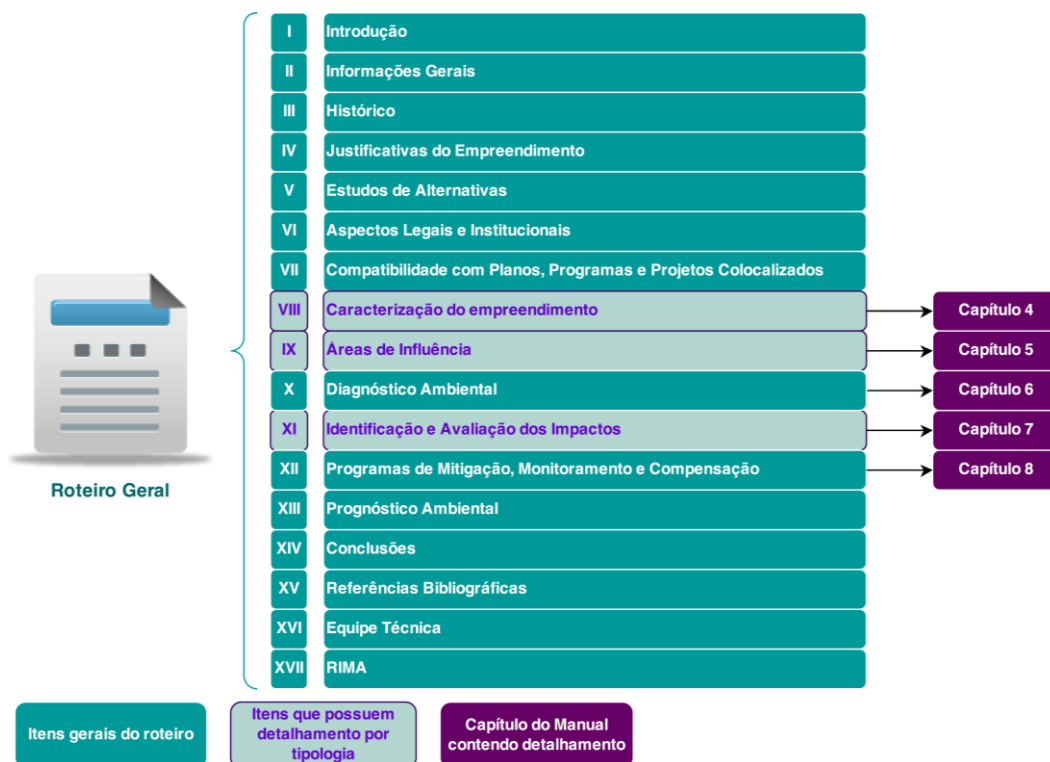 I Introdução
II Informações Gerais
III Histórico
IV Justificativas do Empreendimento
V Estudos de Alternativas
VI Aspectos Legais e Institucionais
VII Compatibilidade com Planos, Programas e Projetos Colocalizados
VIII Caracterização do empreendimento Capítulo 4
IX Áreas de Influência Capítulo 5
X Diagnóstico Ambiental Capítulo 6
XI Identificação e Avaliação dos Impactos Capítulo 7
XII Programas de Mitigação, Monitoramento e Compensação Capítulo 8
XIII Prognóstico Ambiental
XIV Conclusões
XV Referências Bibliográficas
XVI Equipe Técnica
XVII RIMA
Roteiro Geral
Itens gerais do roteiro
Itens que possuem
detalhamento por
tipologia
Capítulo do Manual
contendo detalhamento